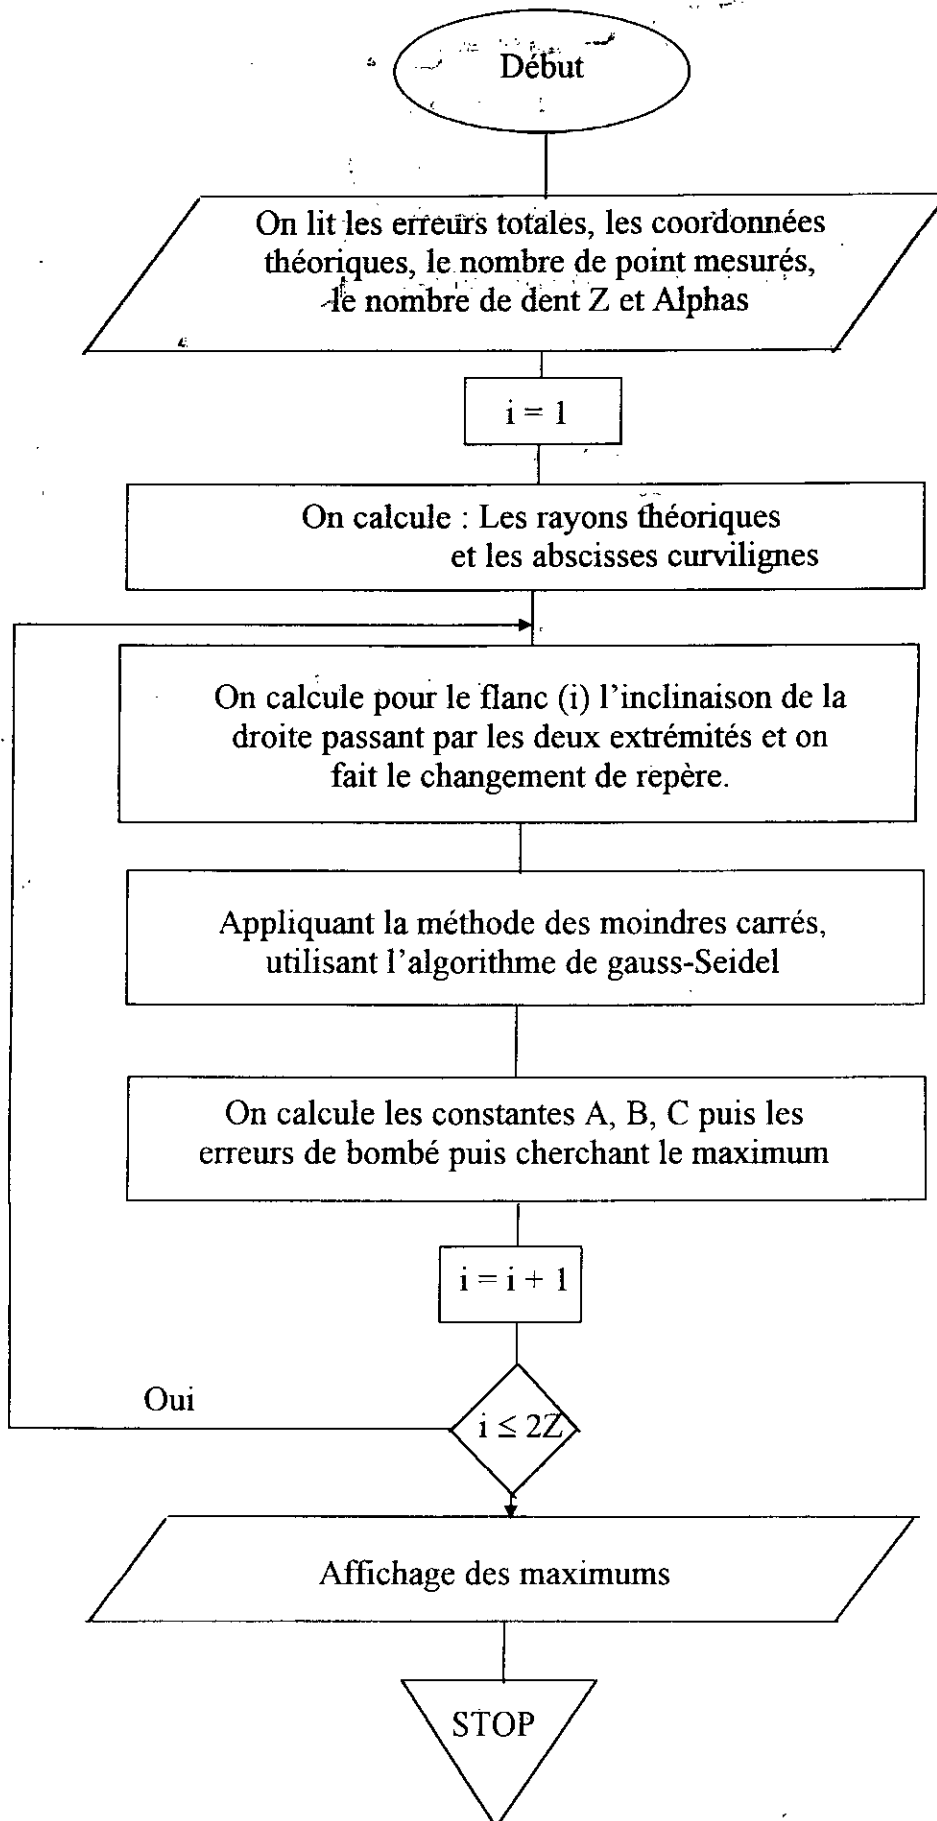 Début
On lit les erreurs totales, les coordonnées
théoriques, le nombre de point mesurés,
le nombre de dent Z et Alphas
i = 1
On calcule : Les rayons théoriques
et les abscisses curvilignes
On calcule pour le flanc (i) l'inclinaison de la
droite passant par les deux extrémités et on
fait le changement de repère.
Appliquant la méthode des moindres carrés,
utilisant l'algorithme de gauss-Seidel
On calcule les constantes A, B, C puis les
erreurs de bombé puis cherchant le maximum
i = i + 1
Oui
i ≤ 2Z
Affichage des maximums
STOP